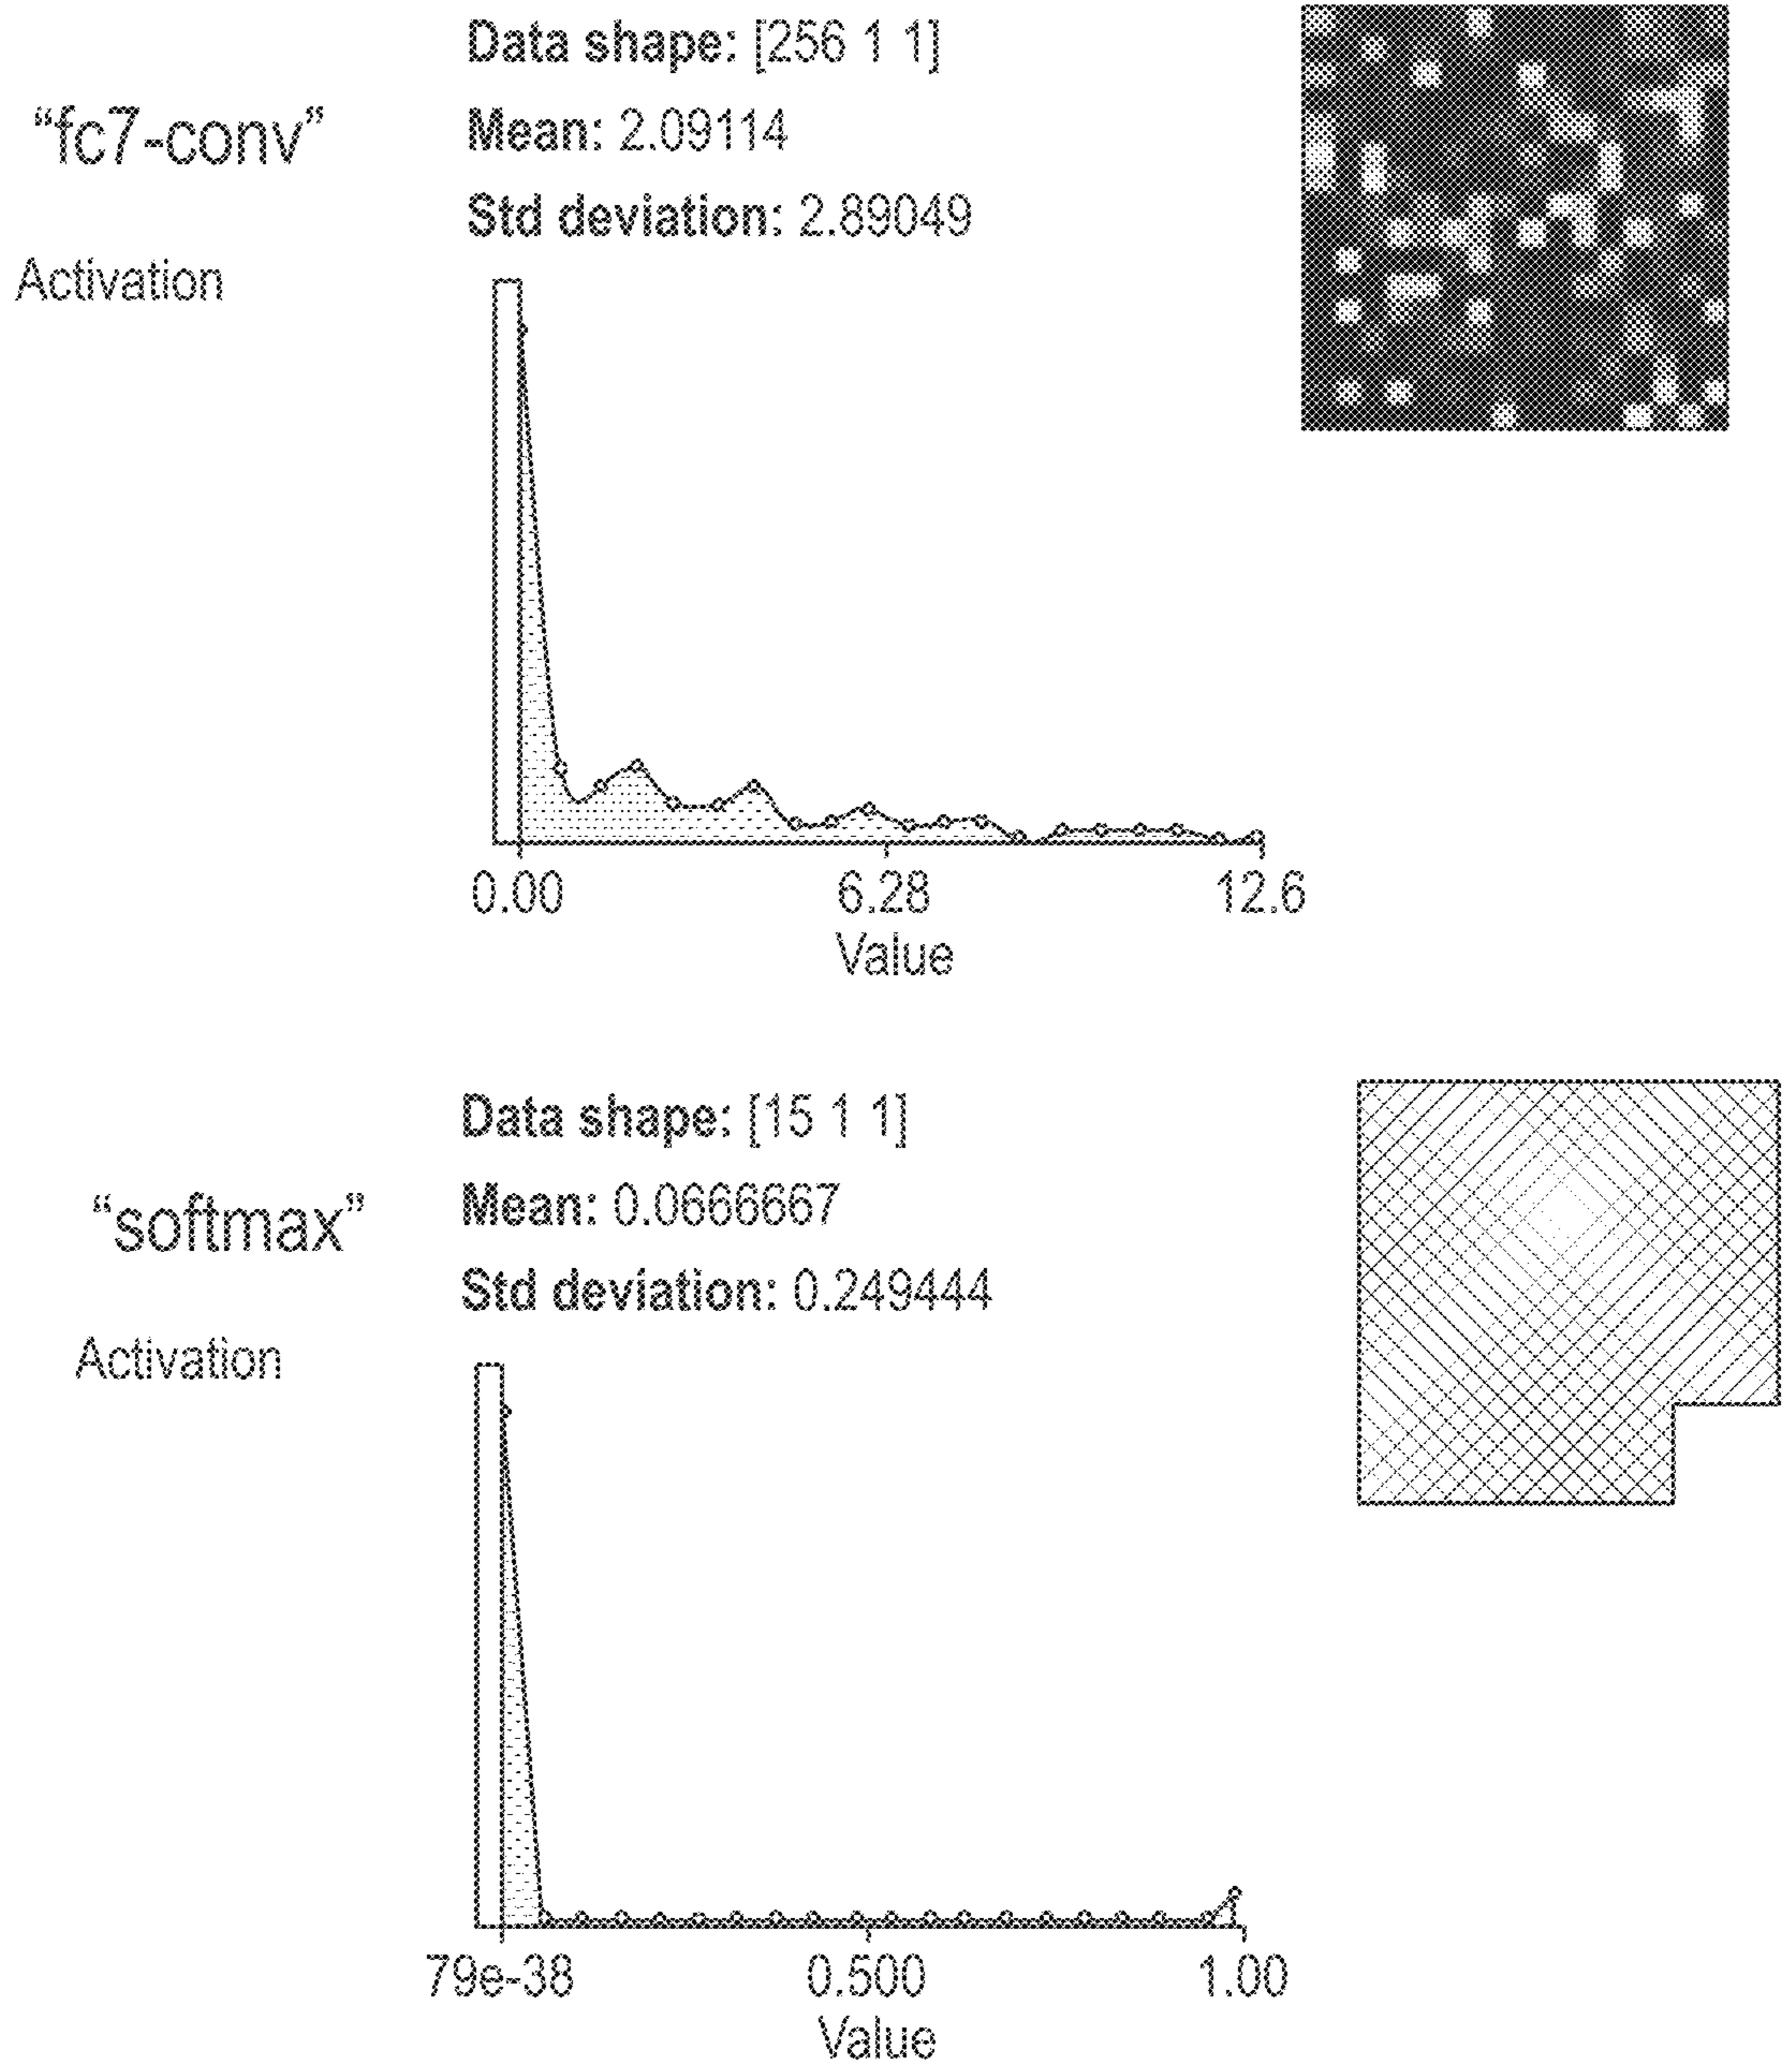 Data shape: [256 1 1]
“fc7-conv”
Mean: 2.09114
Std deviation: 2.89049
Activation
0.00 6.28 12.6
Value
Data shape: [15 1 1]
“softmax”
Mean: 0.0666667
Std deviation: 0.249444
Activation
79e-38 0.500 1.00
Value